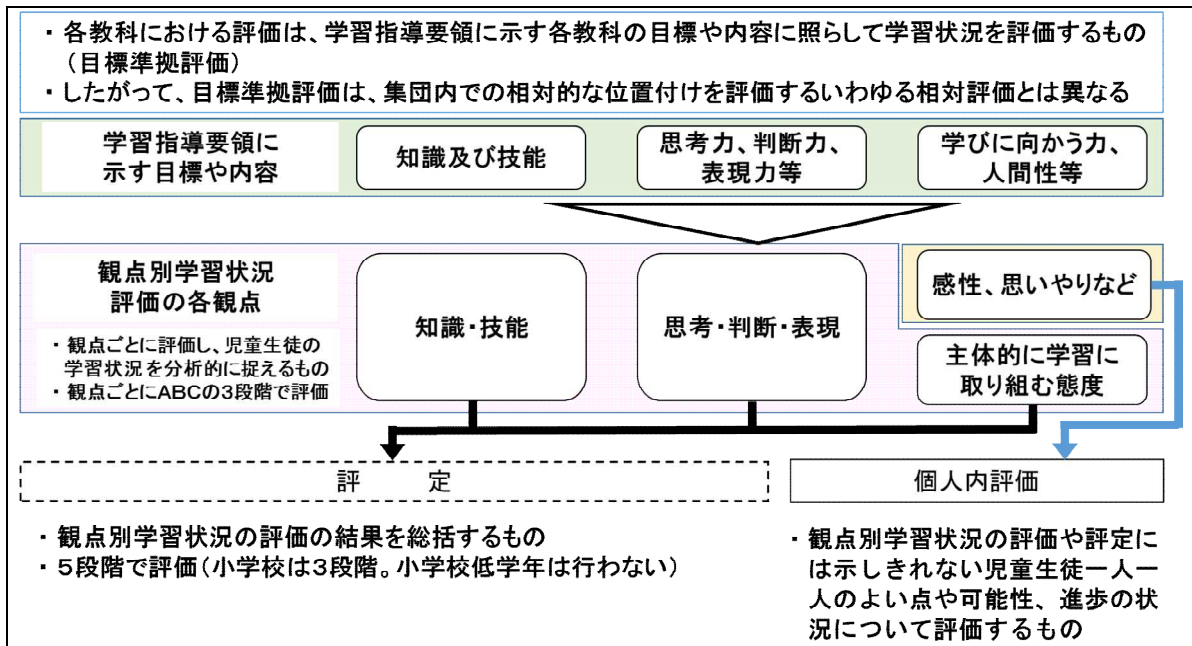 ・各教科における評価は、学習指導要領に示す各教科の目標や内容に照らして学習状況を評価するもの
（目標準拠評価）
・したがって、目標準拠評価は、集団内での相対的な位置付けを評価するいわゆる相対評価とは異なる
学習指導要領に
示す目標や内容
知識及び技能
思考力、判断力、
表現力等
学びに向かう力、
人間性等
観点別学習状況
評価の各観点
・観点ごとに評価し、児童生徒の
学習状況を分析的に捉えるもの
・観点ごとにABCの3段階で評価
知識・技能
思考・判断・表現
感性、思いやりなど
主体的に学習に
取り組む態度
評　定
・観点別学習状況の評価の結果を総括するもの
・５段階で評価（小学校は３段階。小学校低学年は行わない）
個人内評価
・観点別学習状況の評価や評定に
は示しきれない児童生徒一人一
人のよい点や可能性、進歩の状
況について評価するもの